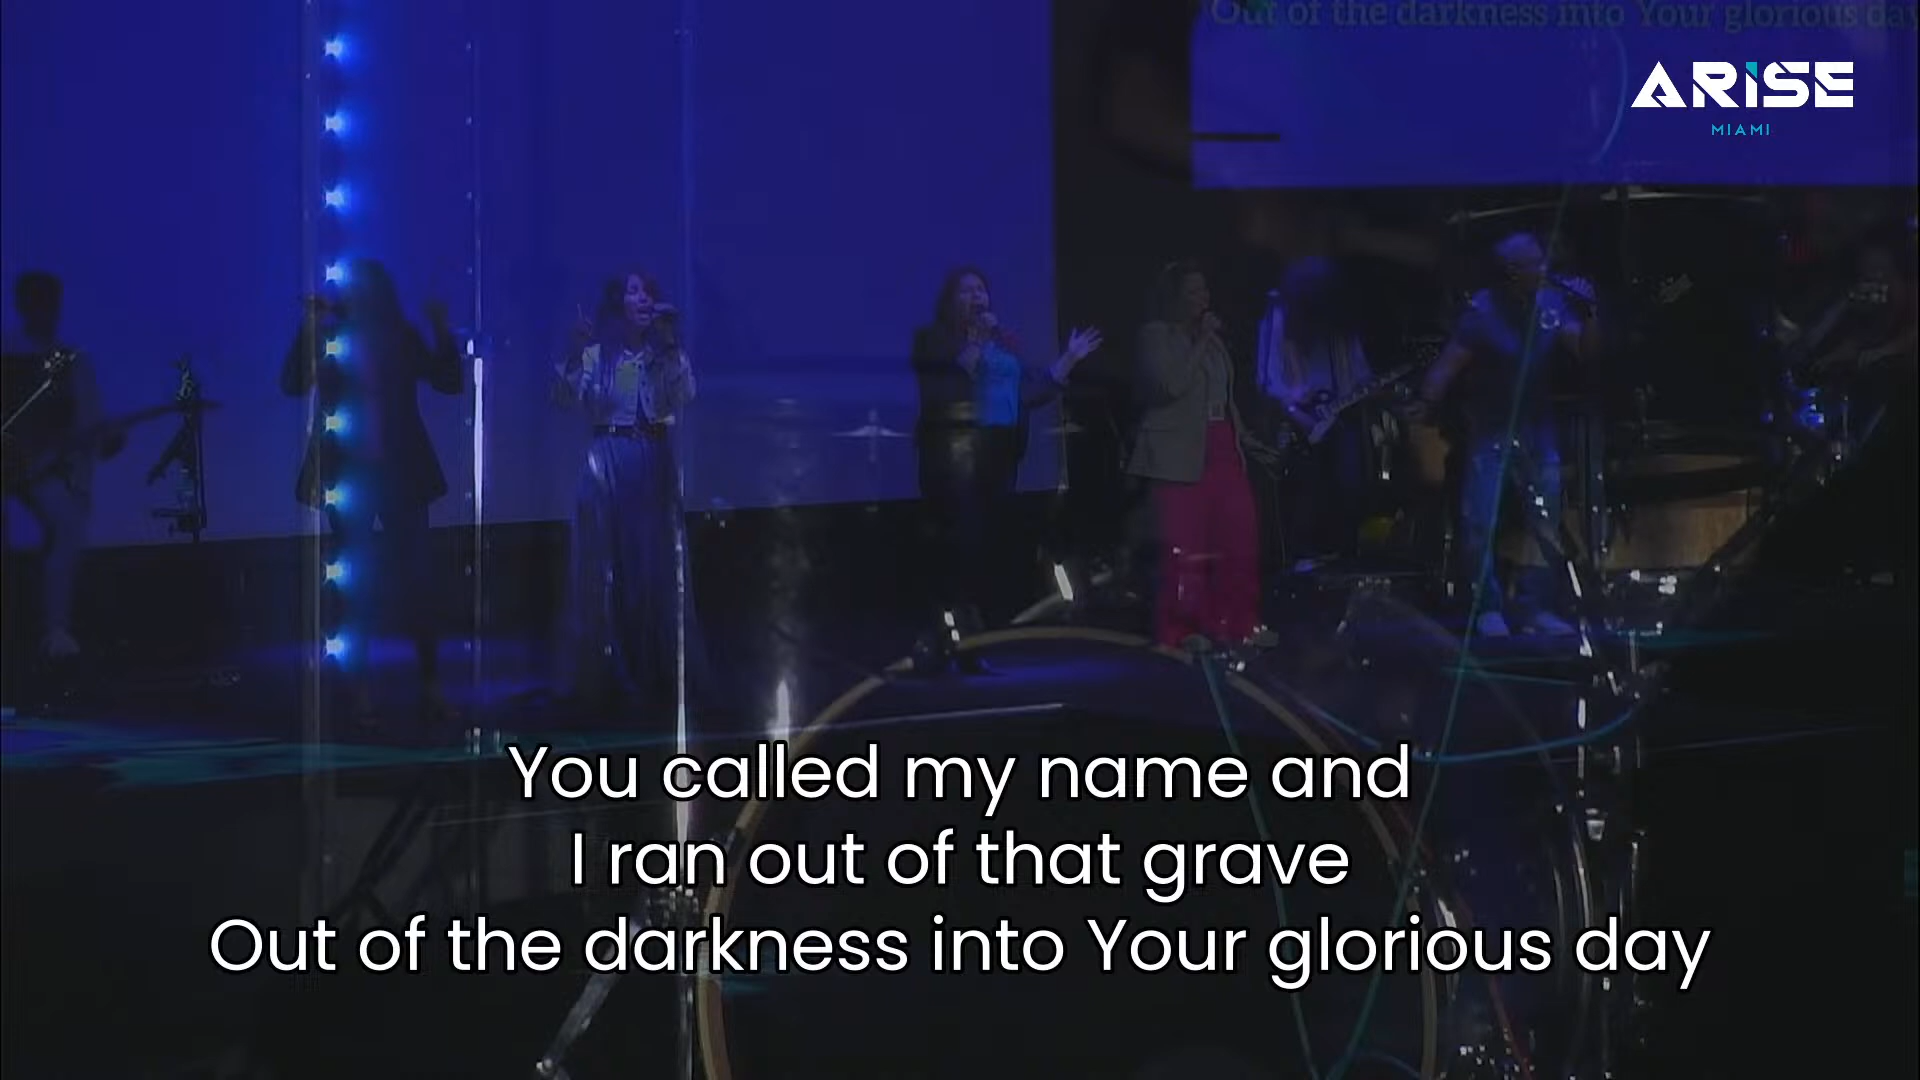 Out of the darkness into Your glorious day
ARISE
MIAMI
You called my name and
I ran out of that grave
Out of the darkness into Your glorious day